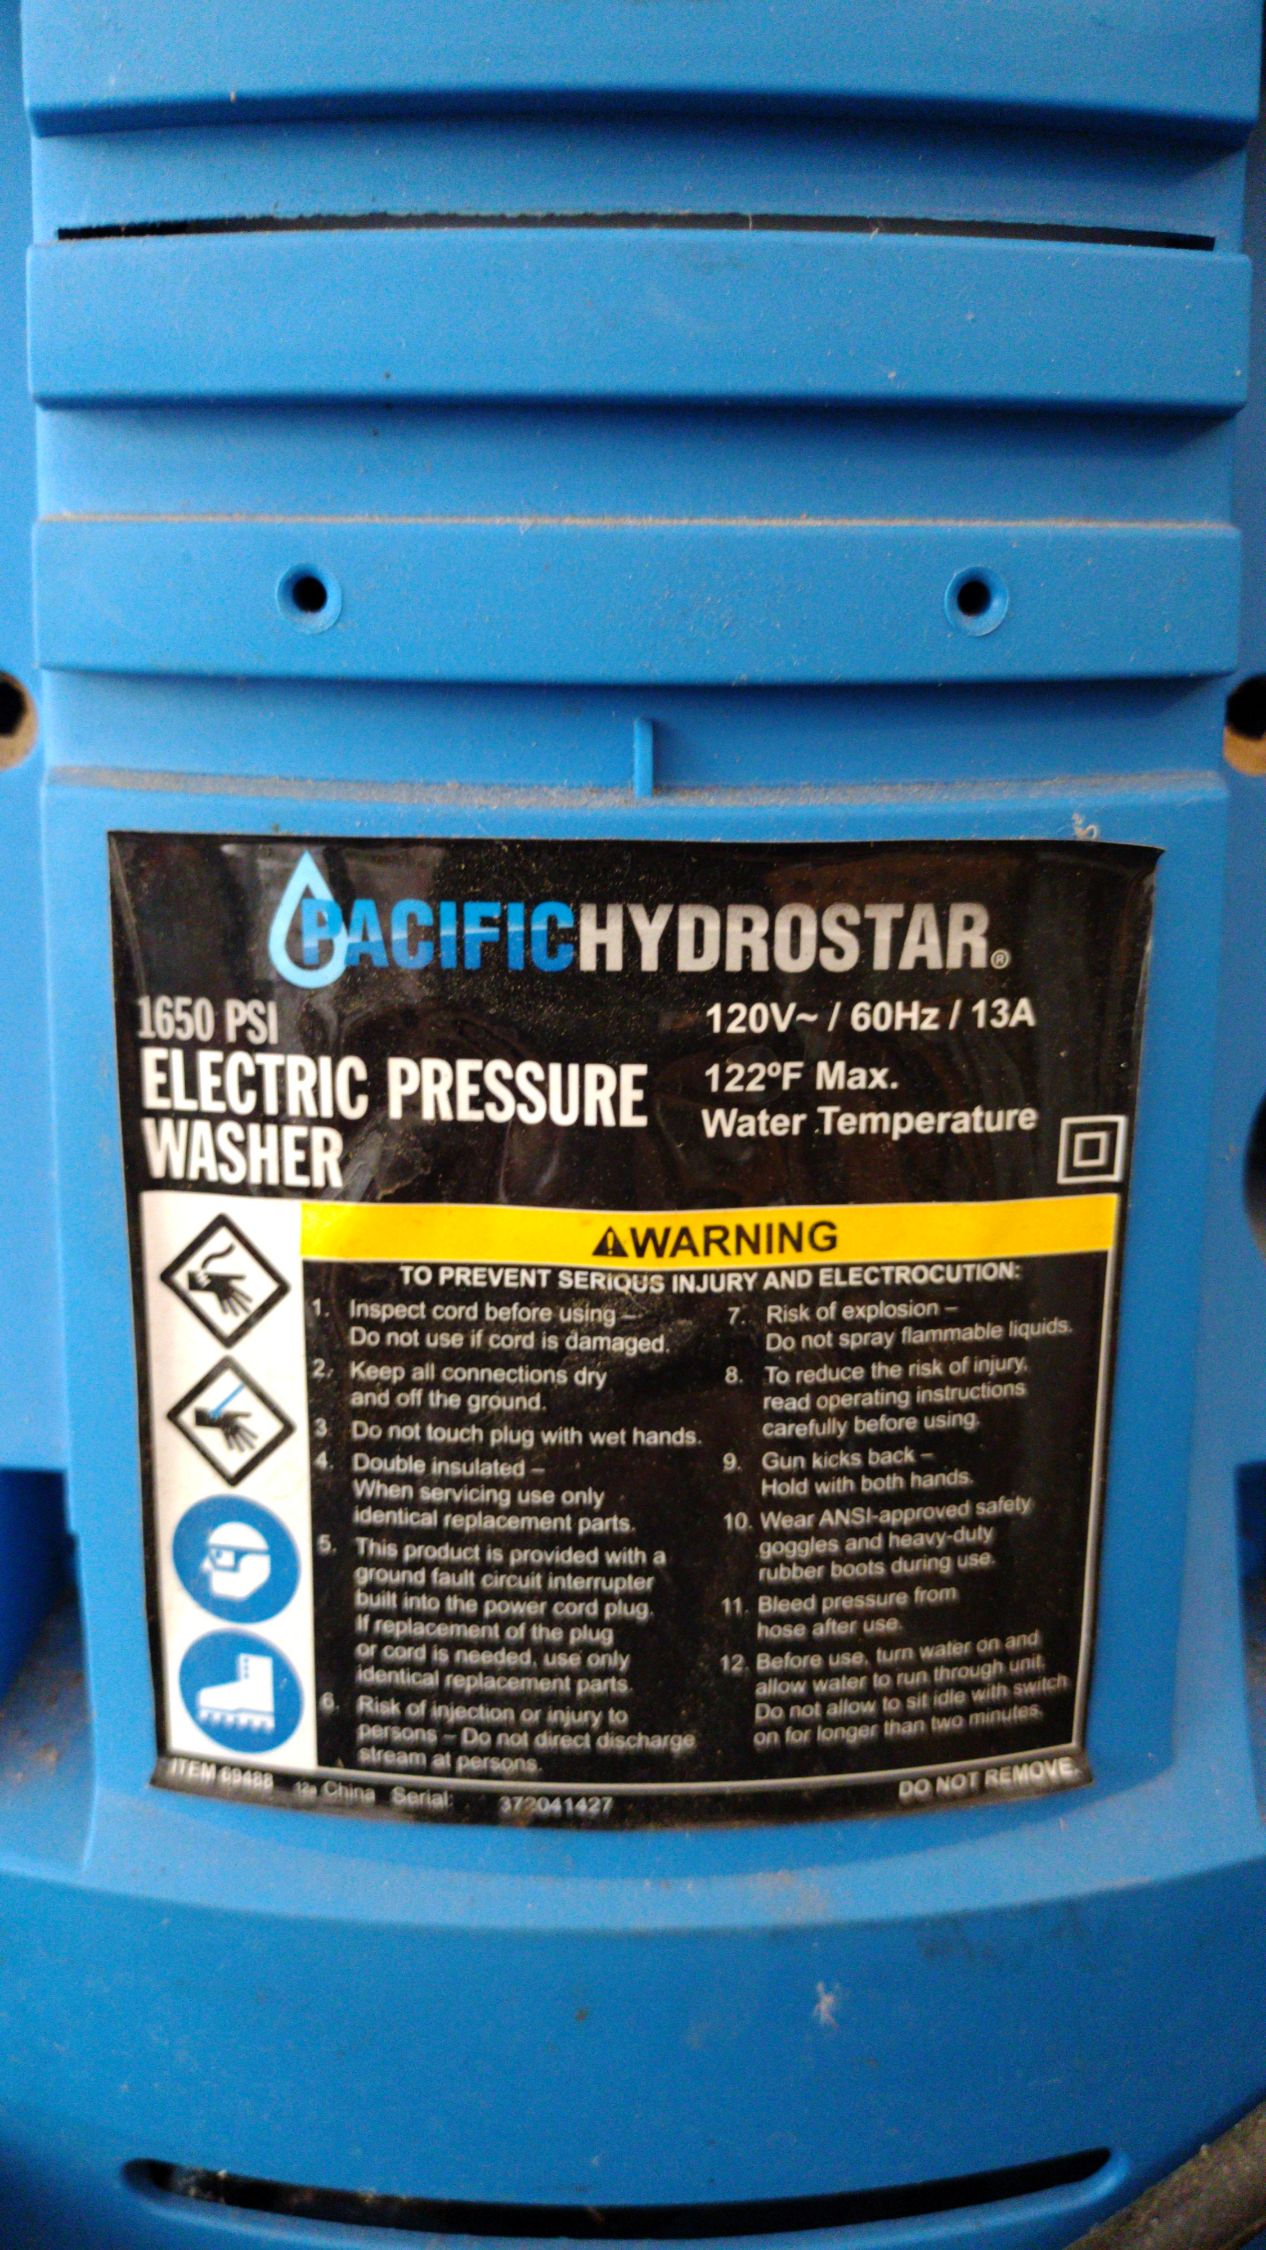 PACIFICHYDROSTAR®
1650 PSI
ELECTRIC PRESSURE
WASHER
120V~ / 60Hz / 13A
122ºF Max.
Water Temperature
⚠WARNING
TO PREVENT SERIOUS INJURY AND ELECTROCUTION:
1. Inspect cord before using –
Do not use if cord is damaged.
2. Keep all connections dry
and off the ground.
3. Do not touch plug with wet hands.
4. Double insulated –
When servicing use only
identical replacement parts.
5. This product is provided with a
ground fault circuit interrupter
built into the power cord plug.
If replacement of the plug
or cord is needed, use only
identical replacement parts.
6. Risk of injection or injury to
persons – Do not direct discharge
stream at persons.
7. Risk of explosion –
Do not spray flammable liquids.
8. To reduce the risk of injury,
read operating instructions
carefully before using.
9. Gun kicks back –
Hold with both hands.
10. Wear ANSI-approved safety
goggles and heavy-duty
rubber boots during use.
11. Bleed pressure from
hose after use.
12. Before use, turn water on and
allow water to run through unit.
Do not allow to sit idle with switch
on for longer than two minutes.
ITEM 69488 China Serial: 372041427
DO NOT REMOVE.